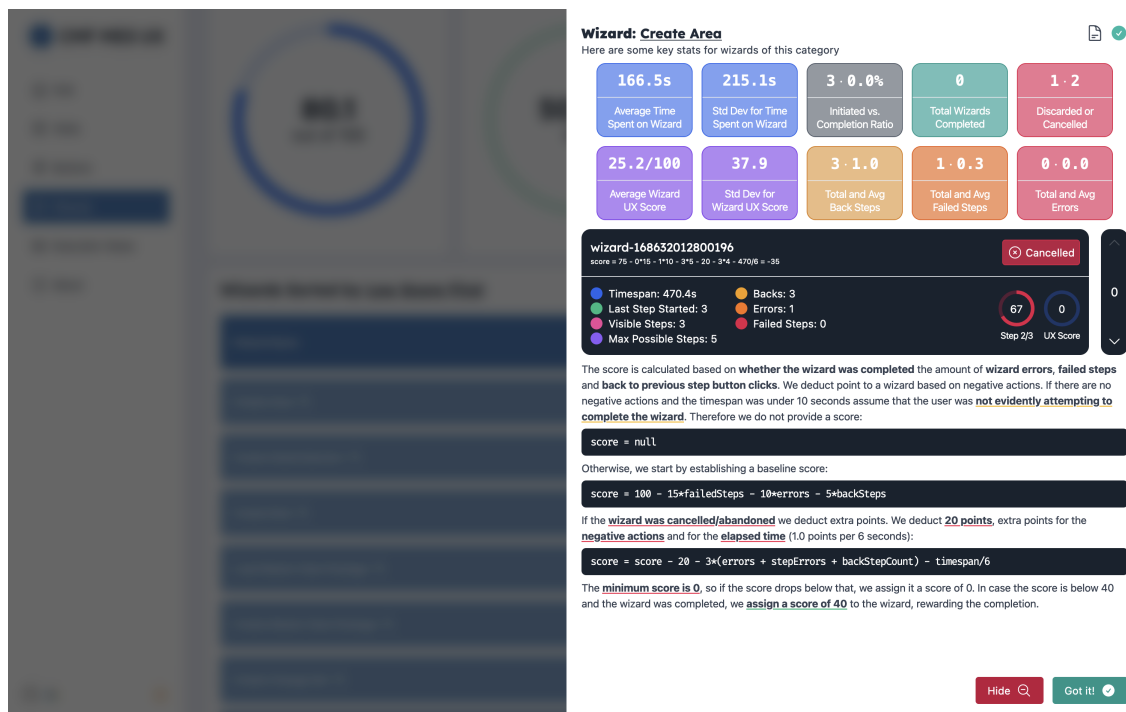 Wizard: Create Area
Here are some key stats for wizards of this category
166.5s
Average Time
Spent on Wizard
215.1s
Std Dev for Time
Spent on Wizard
3 · 0.0%
Initiated vs.
Completion Ratio
0
Total Wizards
Completed
1 · 2
Discarded or
Cancelled
25.2/100
Average Wizard
UX Score
37.9
Std Dev for
Wizard UX Score
3 · 1.0
Total and Avg
Back Steps
1 · 0.3
Total and Avg
Failed Steps
0 · 0.0
Total and Avg
Errors
wizard-168632012800196
score = 75 - 0*15 - 1*10 - 3*5 - 20 - 3*4 - 470/6 = -35
Cancelled
Timespan: 470.4s
Last Step Started: 3
Visible Steps: 3
Max Possible Steps: 5
Backs: 3
Errors: 1
Failed Steps: 0
67
Step 2/3
0
UX Score
0
The score is calculated based on whether the wizard was completed the amount of wizard errors, failed steps
and back to previous step button clicks. We deduct point to a wizard based on negative actions. If there are no
negative actions and the timespan was under 10 seconds assume that the user was not evidently attempting to
complete the wizard. Therefore we do not provide a score:
score = null
Otherwise, we start by establishing a baseline score:
score = 100 - 15*failedSteps - 10*errors - 5*backSteps
If the wizard was cancelled/abandoned we deduct extra points. We deduct 20 points, extra points for the
negative actions and for the elapsed time (1.0 points per 6 seconds):
score = score - 20 - 3*(errors + stepErrors + backStepCount) - timespan/6
The minimum score is 0, so if the score drops below that, we assign it a score of 0. In case the score is below 40
and the wizard was completed, we assign a score of 40 to the wizard, rewarding the completion.
Hide
Got it!